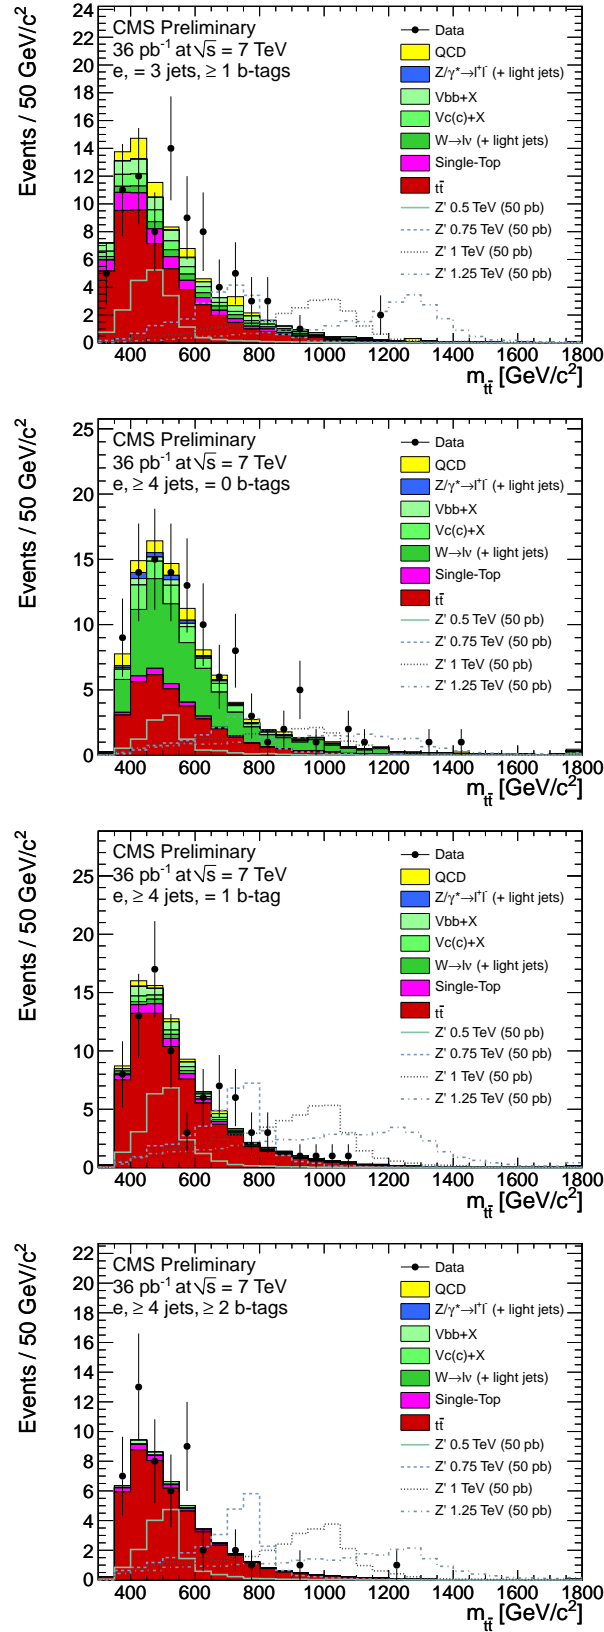 Events / 50 GeV/c²
24
22
20
18
16
14
12
10
8
6
4
2
0
CMS Preliminary
36 pb⁻¹ at √s = 7 TeV
e, = 3 jets, ≥ 1 b-tags
Data
QCD
Z/γ*→l⁺l⁻ (+ light jets)
Vbb+X
Vc(c)+X
W→lν (+ light jets)
Single-Top
tt̄
Z' 0.5 TeV (50 pb)
Z' 0.75 TeV (50 pb)
Z' 1 TeV (50 pb)
Z' 1.25 TeV (50 pb)
400 600 800 1000 1200 1400 1600 1800
m_tt̄ [GeV/c²]
Events / 50 GeV/c²
25
20
15
10
5
0
CMS Preliminary
36 pb⁻¹ at √s = 7 TeV
e, ≥ 4 jets, = 0 b-tags
Data
QCD
Z/γ*→l⁺l⁻ (+ light jets)
Vbb+X
Vc(c)+X
W→lν (+ light jets)
Single-Top
tt̄
Z' 0.5 TeV (50 pb)
Z' 0.75 TeV (50 pb)
Z' 1 TeV (50 pb)
Z' 1.25 TeV (50 pb)
400 600 800 1000 1200 1400 1600 1800
m_tt̄ [GeV/c²]
Events / 50 GeV/c²
25
20
15
10
5
0
CMS Preliminary
36 pb⁻¹ at √s = 7 TeV
e, ≥ 4 jets, = 1 b-tag
Data
QCD
Z/γ*→l⁺l⁻ (+ light jets)
Vbb+X
Vc(c)+X
W→lν (+ light jets)
Single-Top
tt̄
Z' 0.5 TeV (50 pb)
Z' 0.75 TeV (50 pb)
Z' 1 TeV (50 pb)
Z' 1.25 TeV (50 pb)
400 600 800 1000 1200 1400 1600 1800
m_tt̄ [GeV/c²]
Events / 50 GeV/c²
22
20
18
16
14
12
10
8
6
4
2
0
CMS Preliminary
36 pb⁻¹ at √s = 7 TeV
e, ≥ 4 jets, ≥ 2 b-tags
Data
QCD
Z/γ*→l⁺l⁻ (+ light jets)
Vbb+X
Vc(c)+X
W→lν (+ light jets)
Single-Top
tt̄
Z' 0.5 TeV (50 pb)
Z' 0.75 TeV (50 pb)
Z' 1 TeV (50 pb)
Z' 1.25 TeV (50 pb)
400 600 800 1000 1200 1400 1600 1800
m_tt̄ [GeV/c²]